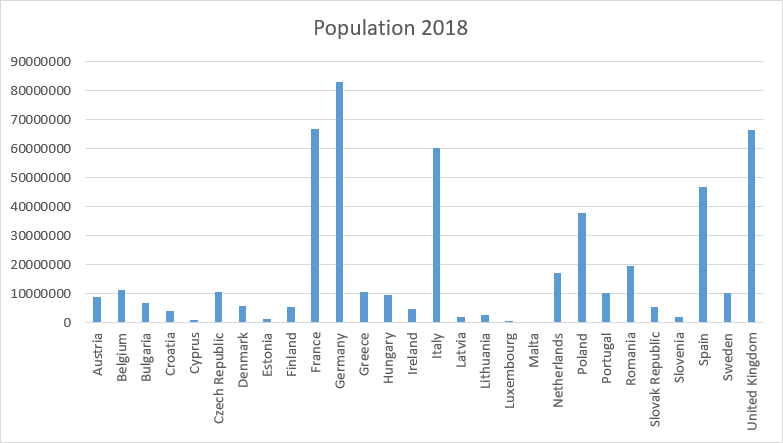 Population 2018
90000000
80000000
70000000
60000000
50000000
40000000
30000000
20000000
10000000
0
Austria
Belgium
Bulgaria
Croatia
Cyprus
Czech Republic
Denmark
Estonia
Finland
France
Germany
Greece
Hungary
Ireland
Italy
Latvia
Lithuania
Luxembourg
Malta
Netherlands
Poland
Portugal
Romania
Slovak Republic
Slovenia
Spain
Sweden
United Kingdom